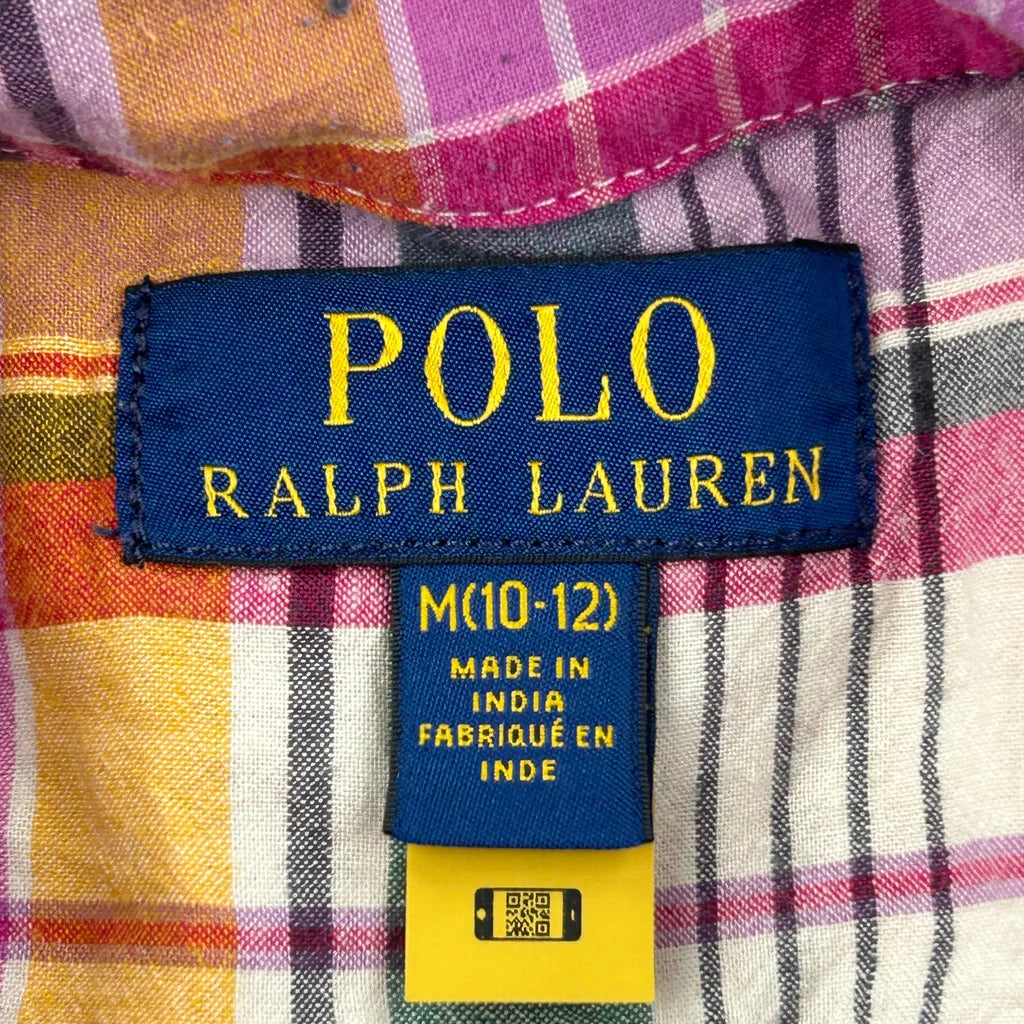 POLO
RALPH LAUREN
M(10-12)
MADE IN
INDIA
FABRIQUÉ EN
INDE